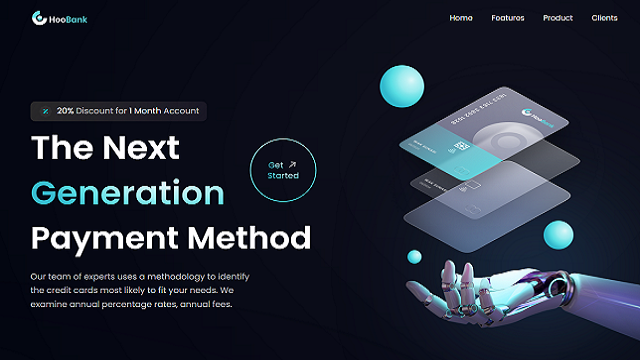 HooBank
Home Features Product Clients
20% Discount for 1 Month Account
The Next
Generation
Payment Method
Get
Started
Our team of experts uses a methodology to identify
the credit cards most likely to fit your needs. We
examine annual percentage rates, annual fees.
HooBank